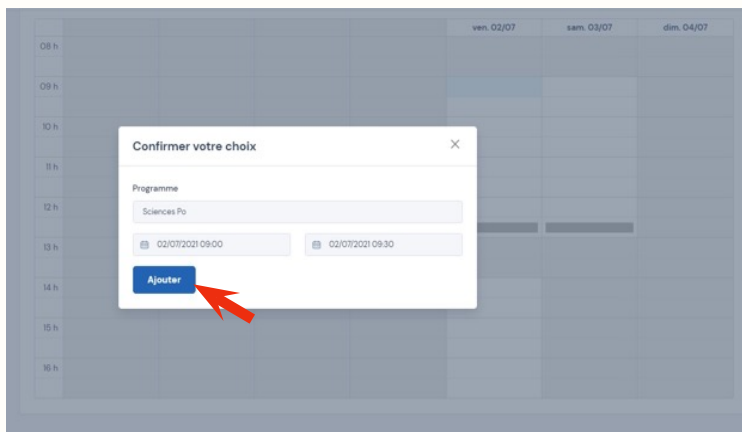 ven. 02/07 sam. 03/07 dim. 04/07
08 h
09 h
10 h
Confirmer votre choix
11 h
Programme
12 h
Sciences Po
13 h
02/07/2021 09:00 02/07/2021 09:30
Ajouter
14 h
15 h
16 h